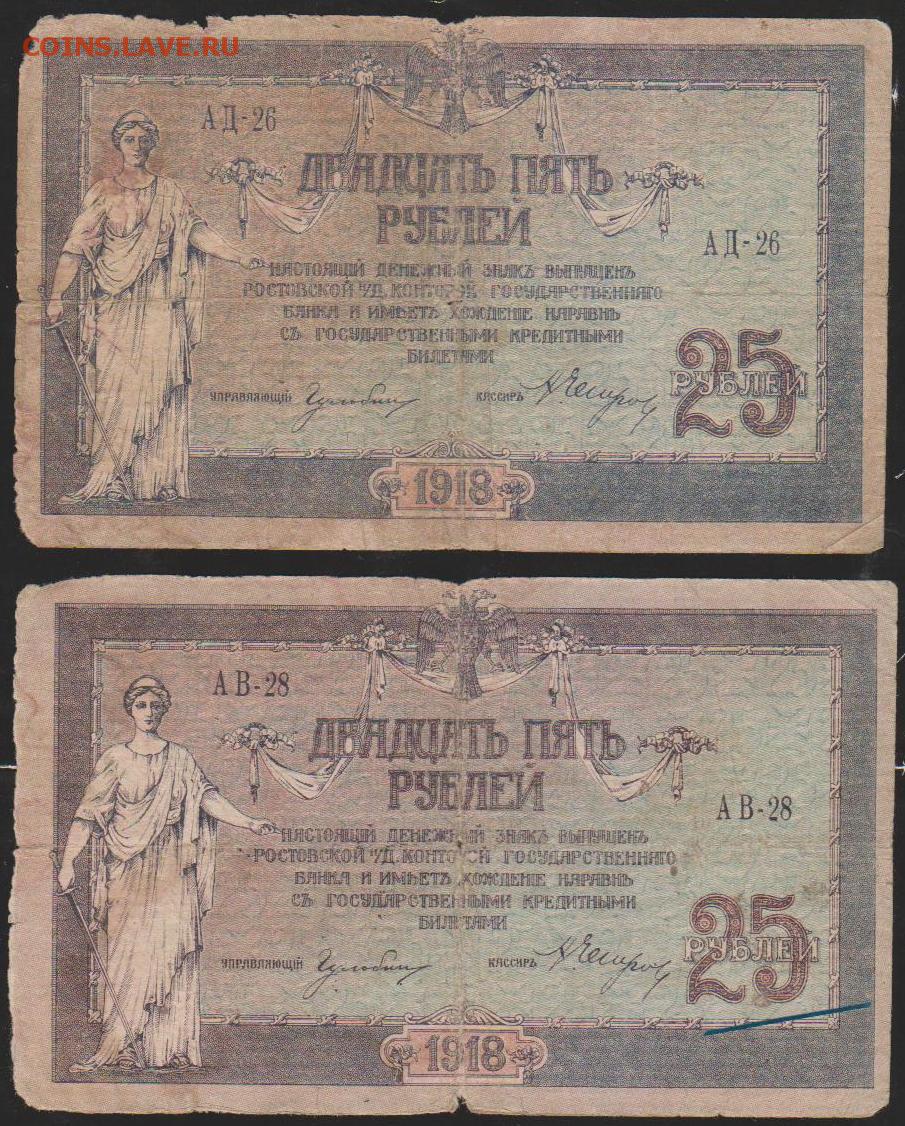 COINS.LAVE.RU
АД-26
ДВАДЦАТЬ ПЯТЬ
РУБЛЕЙ
АД-26
НАСТОЯЩІЙ ДЕНЕЖНЫЙ ЗНАКЪ ВЫПУЩЕНЪ
РОСТОВСКОЙ н/Д. КОНТОРОЙ ГОСУДАРСТВЕННАГО
БАНКА И ИМѢЕТЪ ХОЖДЕНІЕ НАРАВНѢ
СЪ ГОСУДАРСТВЕННЫМИ КРЕДИТНЫМИ
БИЛЕТАМИ
25
РУБЛЕЙ
УПРАВЛЯЮЩІЙ КАССИРЪ
1918
АВ-28
ДВАДЦАТЬ ПЯТЬ
РУБЛЕЙ
АВ-28
НАСТОЯЩІЙ ДЕНЕЖНЫЙ ЗНАКЪ ВЫПУЩЕНЪ
РОСТОВСКОЙ н/Д. КОНТОРОЙ ГОСУДАРСТВЕННАГО
БАНКА И ИМѢЕТЪ ХОЖДЕНІЕ НАРАВНѢ
СЪ ГОСУДАРСТВЕННЫМИ КРЕДИТНЫМИ
БИЛЕТАМИ
25
РУБЛЕЙ
УПРАВЛЯЮЩІЙ КАССИРЪ
1918